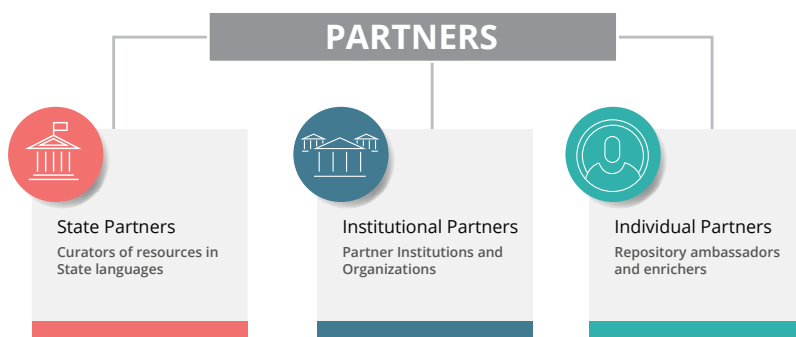 PARTNERS
State Partners
Curators of resources in
State languages
Institutional Partners
Partner Institutions and
Organizations
Individual Partners
Repository ambassadors
and enrichers